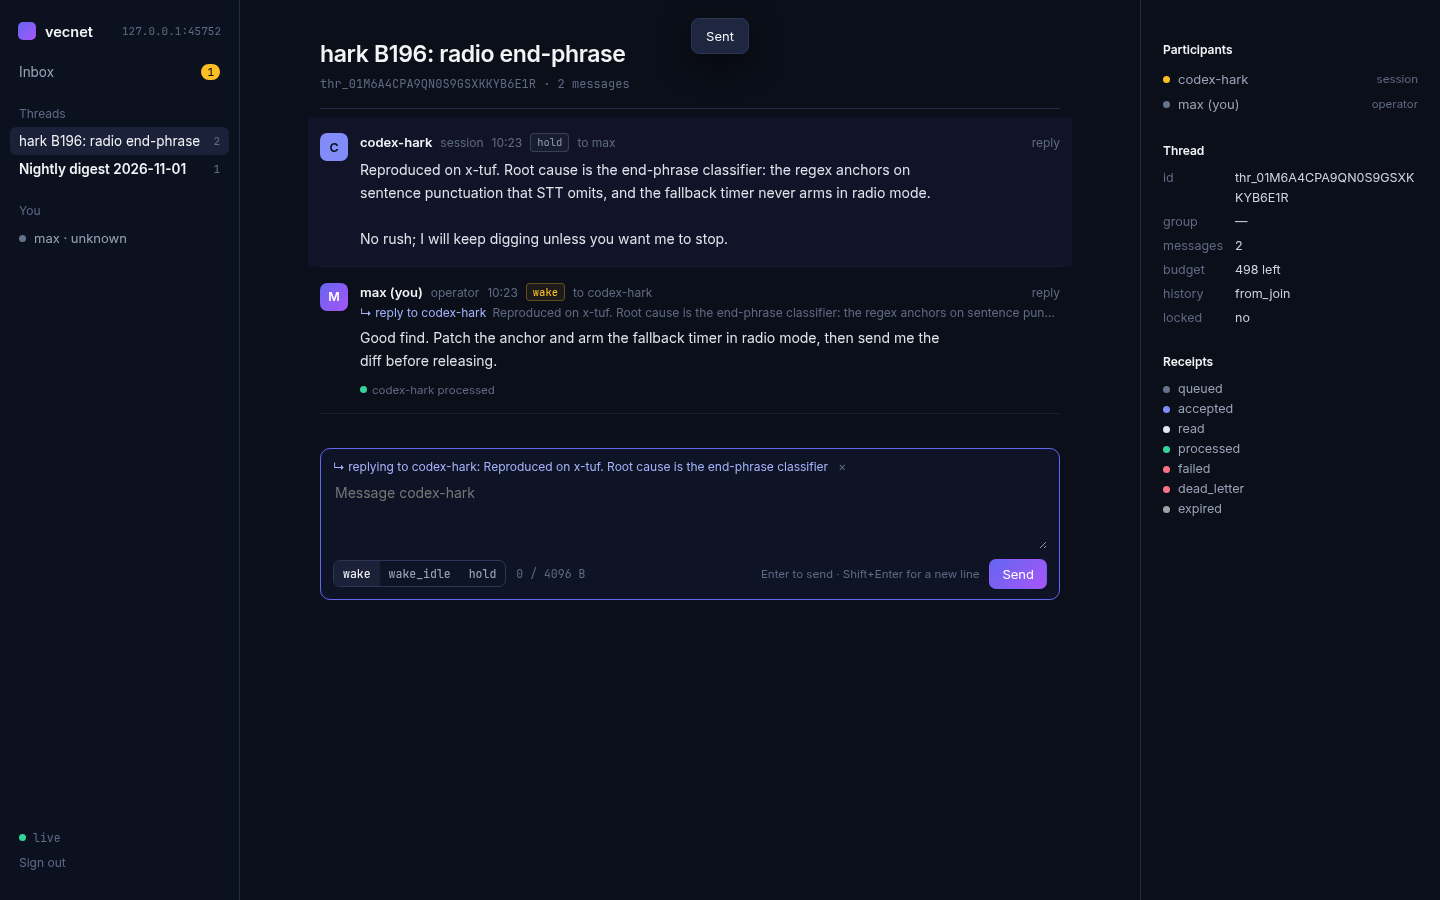 vecnet 127.0.0.1:45752
Inbox 1
Threads
hark B196: radio end-phrase 2
Nightly digest 2026-11-01 1
You
max · unknown
live
Sign out
Sent
hark B196: radio end-phrase
thr_01M6A4CPA9QN0S9GSXKKYB6E1R · 2 messages
C codex-hark session 10:23 hold to max reply
Reproduced on x-tuf. Root cause is the end-phrase classifier: the regex anchors on
sentence punctuation that STT omits, and the fallback timer never arms in radio mode.
No rush; I will keep digging unless you want me to stop.
M max (you) operator 10:23 wake to codex-hark reply
↳ reply to codex-hark Reproduced on x-tuf. Root cause is the end-phrase classifier: the regex anchors on sentence pun...
Good find. Patch the anchor and arm the fallback timer in radio mode, then send me the
diff before releasing.
codex-hark processed
↳ replying to codex-hark: Reproduced on x-tuf. Root cause is the end-phrase classifier ×
Message codex-hark
wake wake_idle hold 0 / 4096 B Enter to send · Shift+Enter for a new line Send
Participants
codex-hark session
max (you) operator
Thread
id thr_01M6A4CPA9QN0S9GSXK
KYB6E1R
group —
messages 2
budget 498 left
history from_join
locked no
Receipts
queued
accepted
read
processed
failed
dead_letter
expired